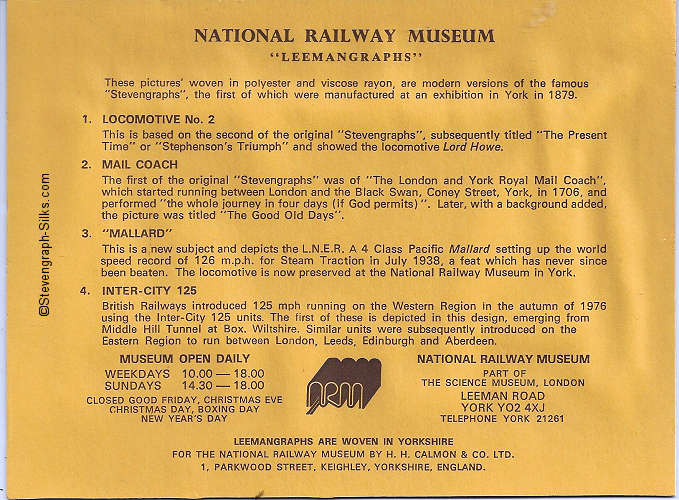 NATIONAL RAILWAY MUSEUM
"LEEMANGRAPHS"
These pictures' woven in polyester and viscose rayon, are modern versions of the famous
"Stevengraphs", the first of which were manufactured at an exhibition in York in 1879.
1. LOCOMOTIVE No. 2
This is based on the second of the original "Stevengraphs", subsequently titled "The Present
Time" or "Stephenson's Triumph" and showed the locomotive Lord Howe.
2. MAIL COACH
The first of the original "Stevengraphs" was of "The London and York Royal Mail Coach",
which started running between London and the Black Swan, Coney Street, York, in 1706, and
performed "the whole journey in four days (if God permits)". Later, with a background added,
the picture was titled "The Good Old Days".
3. "MALLARD"
This is a new subject and depicts the L.N.E.R. A 4 Class Pacific Mallard setting up the world
speed record of 126 m.p.h. for Steam Traction in July 1938, a feat which has never since
been beaten. The locomotive is now preserved at the National Railway Museum in York.
4. INTER-CITY 125
British Railways introduced 125 mph running on the Western Region in the autumn of 1976
using the Inter-City 125 units. The first of these is depicted in this design, emerging from
Middle Hill Tunnel at Box. Wiltshire. Similar units were subsequently introduced on the
Eastern Region to run between London, Leeds, Edinburgh and Aberdeen.
MUSEUM OPEN DAILY
WEEKDAYS 10.00 — 18.00
SUNDAYS 14.30 — 18.00
CLOSED GOOD FRIDAY, CHRISTMAS EVE
CHRISTMAS DAY, BOXING DAY
NEW YEAR'S DAY
NRM
NATIONAL RAILWAY MUSEUM
PART OF
THE SCIENCE MUSEUM, LONDON
LEEMAN ROAD
YORK YO2 4XJ
TELEPHONE YORK 21261
LEEMANGRAPHS ARE WOVEN IN YORKSHIRE
FOR THE NATIONAL RAILWAY MUSEUM BY H. H. CALMON & CO. LTD.
1, PARKWOOD STREET, KEIGHLEY, YORKSHIRE, ENGLAND.
©Stevengraph-Silks.com